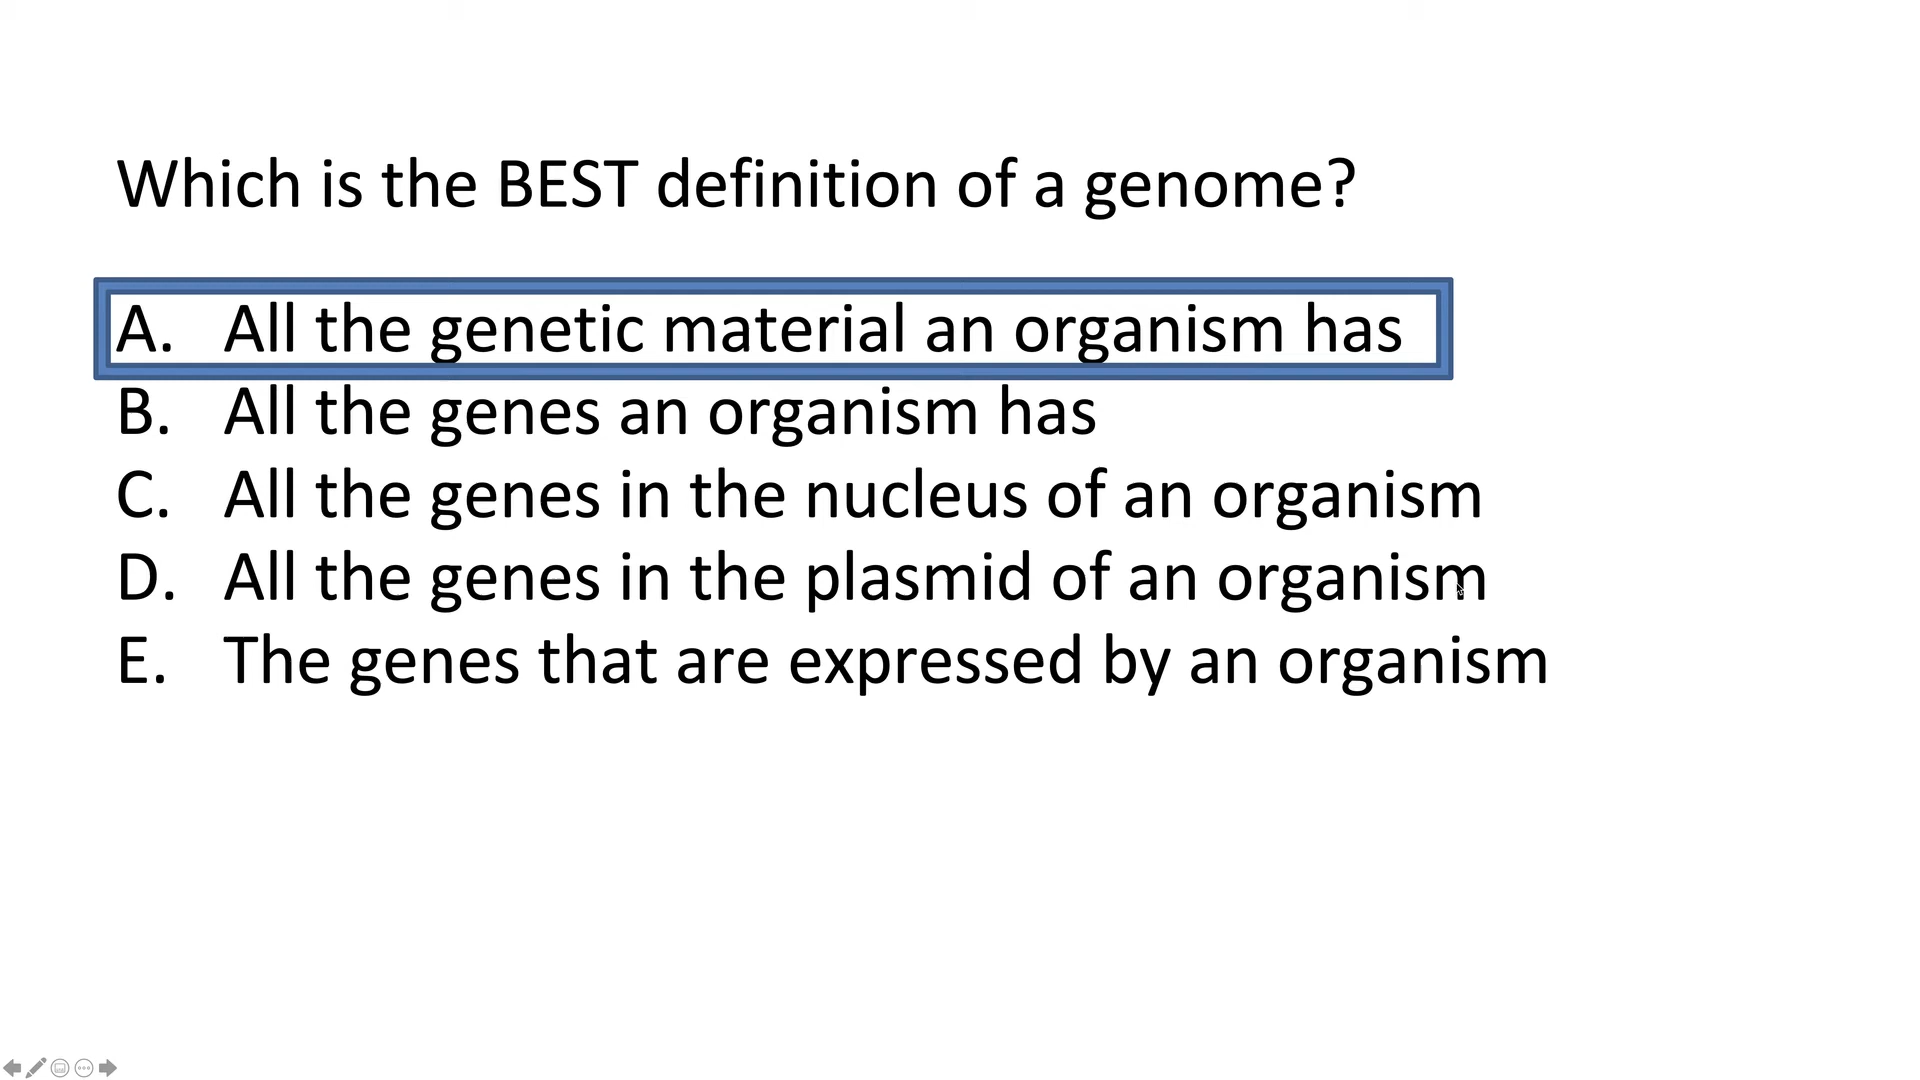 Which is the BEST definition of a genome?
A. All the genetic material an organism has
B. All the genes an organism has
C. All the genes in the nucleus of an organism
D. All the genes in the plasmid of an organism
E. The genes that are expressed by an organism